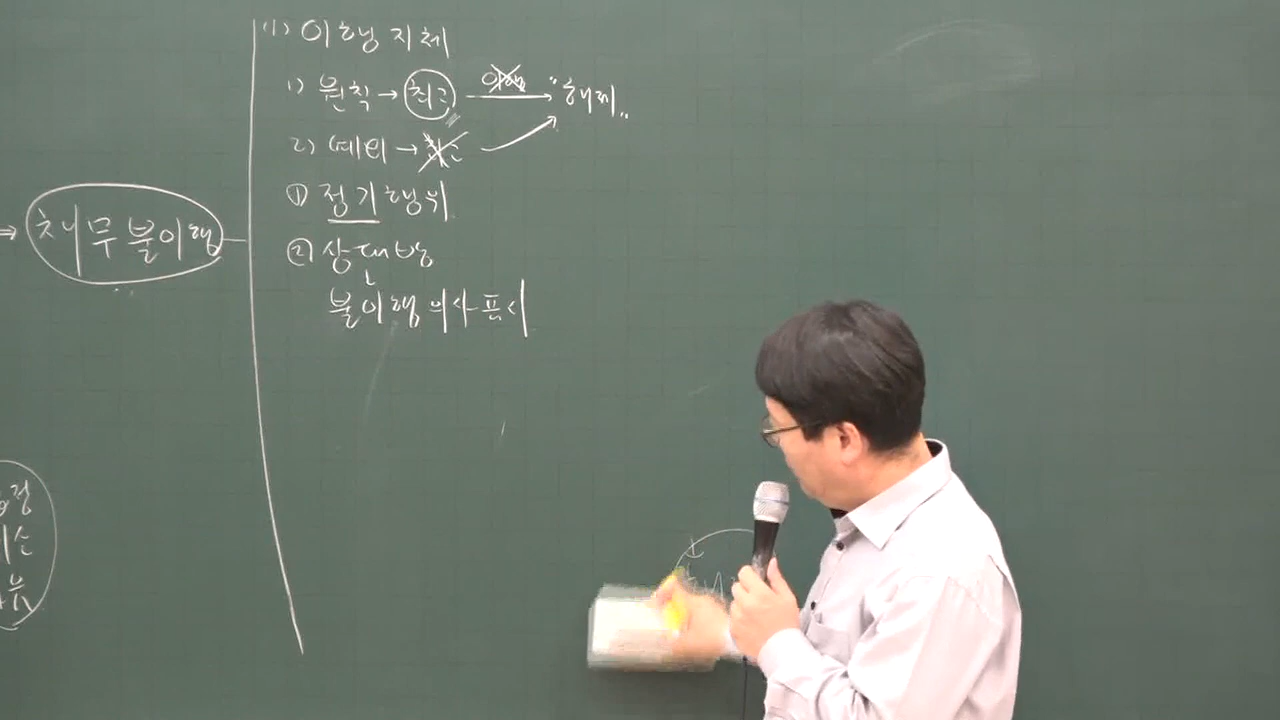 ⇒ 채무불이행
(1) 이행지체
1) 원칙 → 최고 이행 → "해제"
2) 예외 → 최고
① 정기행위
② 상대방
불이행 의사표시